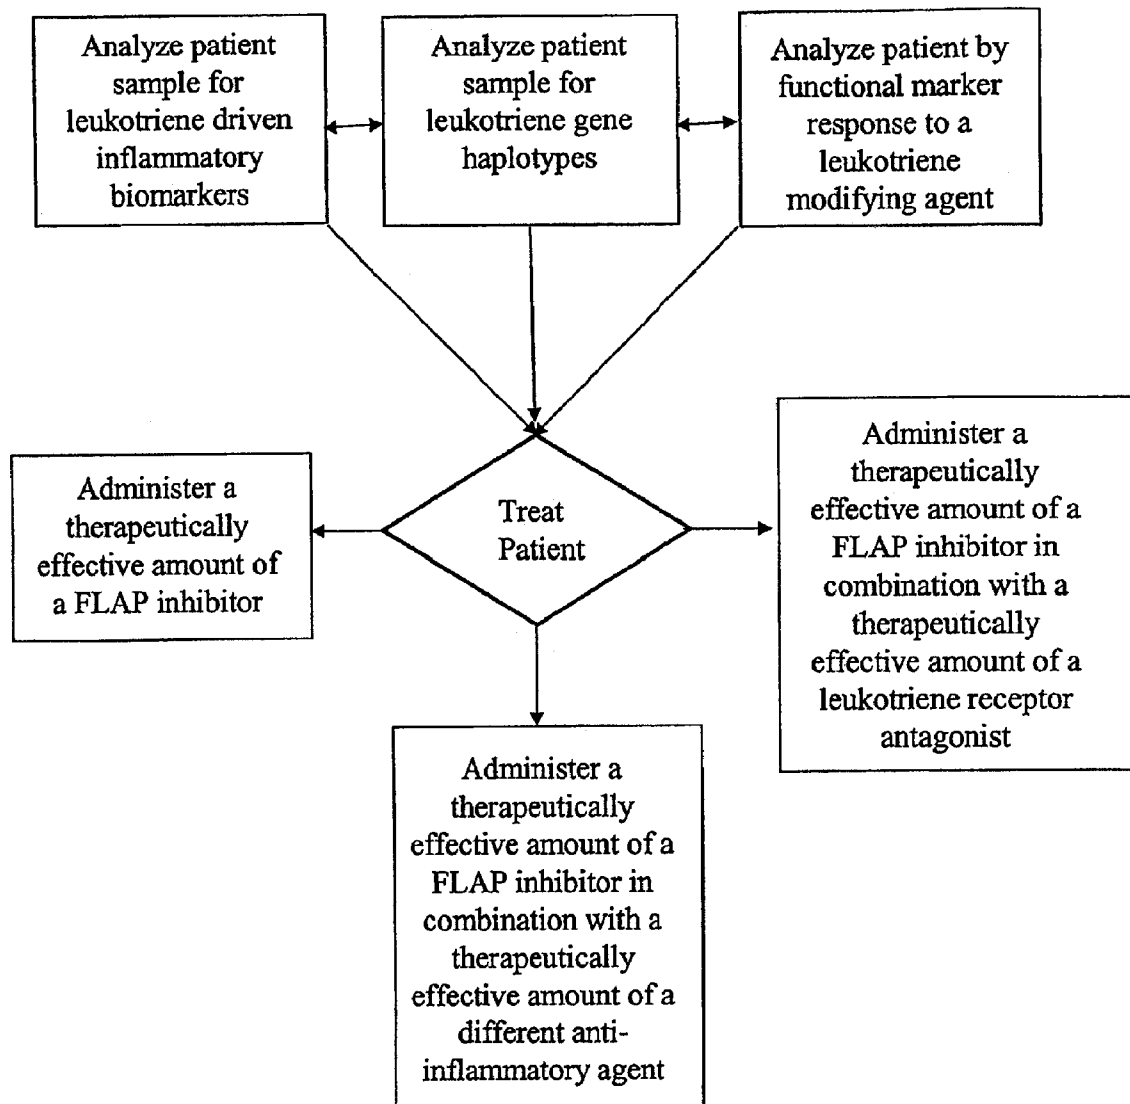 Analyze patient
sample for
leukotriene driven
inflammatory
biomarkers
Analyze patient
sample for
leukotriene gene
haplotypes
Analyze patient by
functional marker
response to a
leukotriene
modifying agent
Administer a
therapeutically
effective amount of
a FLAP inhibitor
Treat
Patient
Administer a
therapeutically
effective amount of a
FLAP inhibitor in
combination with a
therapeutically
effective amount of a
leukotriene receptor
antagonist
Administer a
therapeutically
effective amount of a
FLAP inhibitor in
combination with a
therapeutically
effective amount of a
different anti-
inflammatory agent